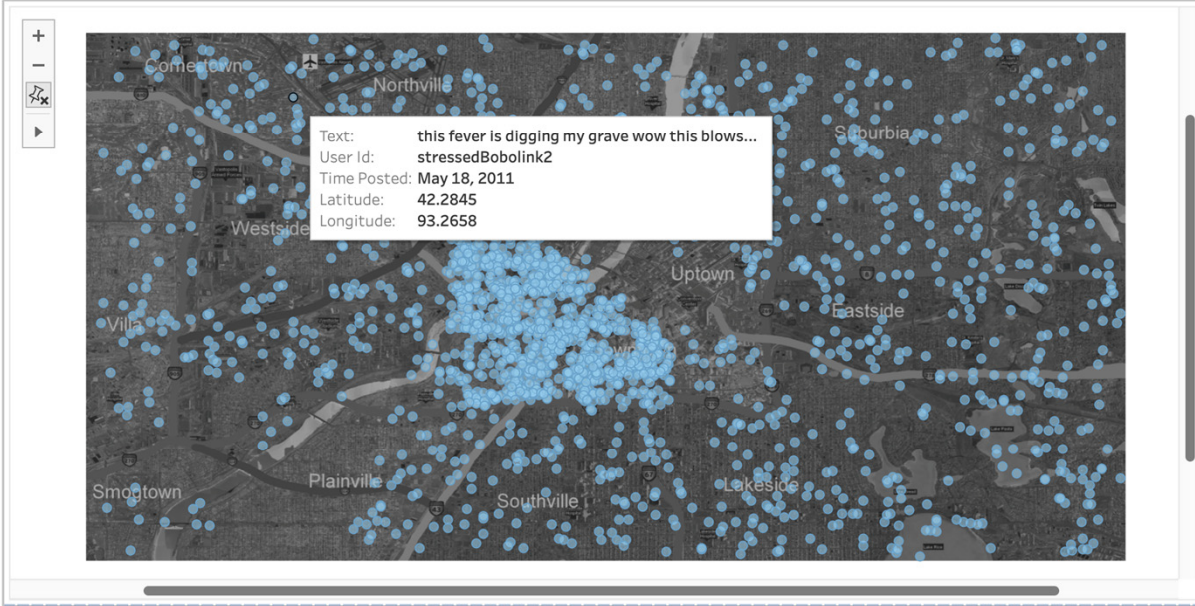 Cornertown
Northville
Suburbia
Text: this fever is digging my grave wow this blows...
User Id: stressedBobolink2
Time Posted: May 18, 2011
Latitude: 42.2845
Longitude: 93.2658
Westside
Uptown
Villa
Eastside
Smogtown
Plainville
Southville
Lakeside